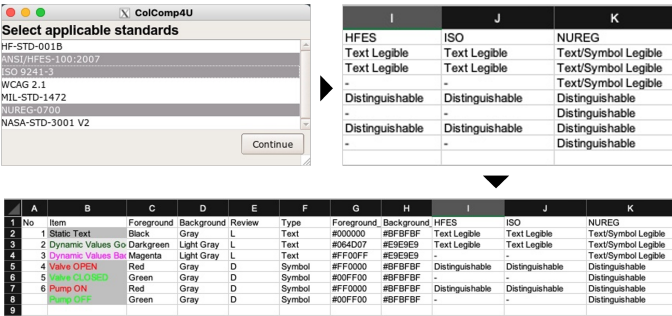 ColComp4U
Select applicable standards
HF-STD-001B
ANSI/HFES-100:2007
ISO 9241-3
WCAG 2.1
MIL-STD-1472
NUREG-0700
NASA-STD-3001 V2
Continue
I J K
HFES ISO NUREG
Text Legible Text Legible Text/Symbol Legible
Text Legible Text Legible Text/Symbol Legible
- - Text/Symbol Legible
Distinguishable Distinguishable Distinguishable
- - Distinguishable
Distinguishable Distinguishable Distinguishable
- - Distinguishable
A B C D E F G H I J K
1 No Item Foreground Background Review Type Foreground_ Background_ HFES ISO NUREG
2 1 Static Text Black Gray L Text #000000 #BFBFBF Text Legible Text Legible Text/Symbol Legible
3 2 Dynamic Values Go Darkgreen Light Gray L Text #064D07 #E9E9E9 Text Legible Text Legible Text/Symbol Legible
4 3 Dynamic Values Bad Magenta Light Gray L Text #FF00FF #E9E9E9 - - Text/Symbol Legible
5 4 Valve OPEN Red Gray D Symbol #FF0000 #BFBFBF Distinguishable Distinguishable Distinguishable
6 5 Valve CLOSED Green Gray D Symbol #00FF00 #BFBFBF - - Distinguishable
7 6 Pump ON Red Gray D Symbol #FF0000 #BFBFBF Distinguishable Distinguishable Distinguishable
8 Pump OFF Green Gray D Symbol #00FF00 #BFBFBF - - Distinguishable
9